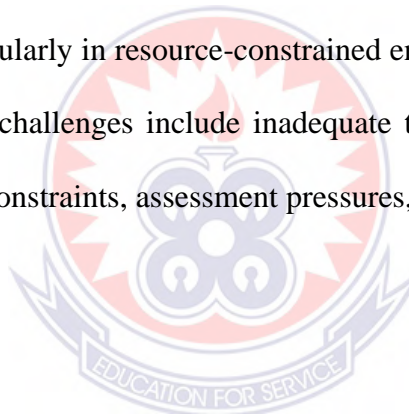 ularly in resource-constrained en
challenges include inadequate t
onstraints, assessment pressures,
EDUCATION FOR SERVICE